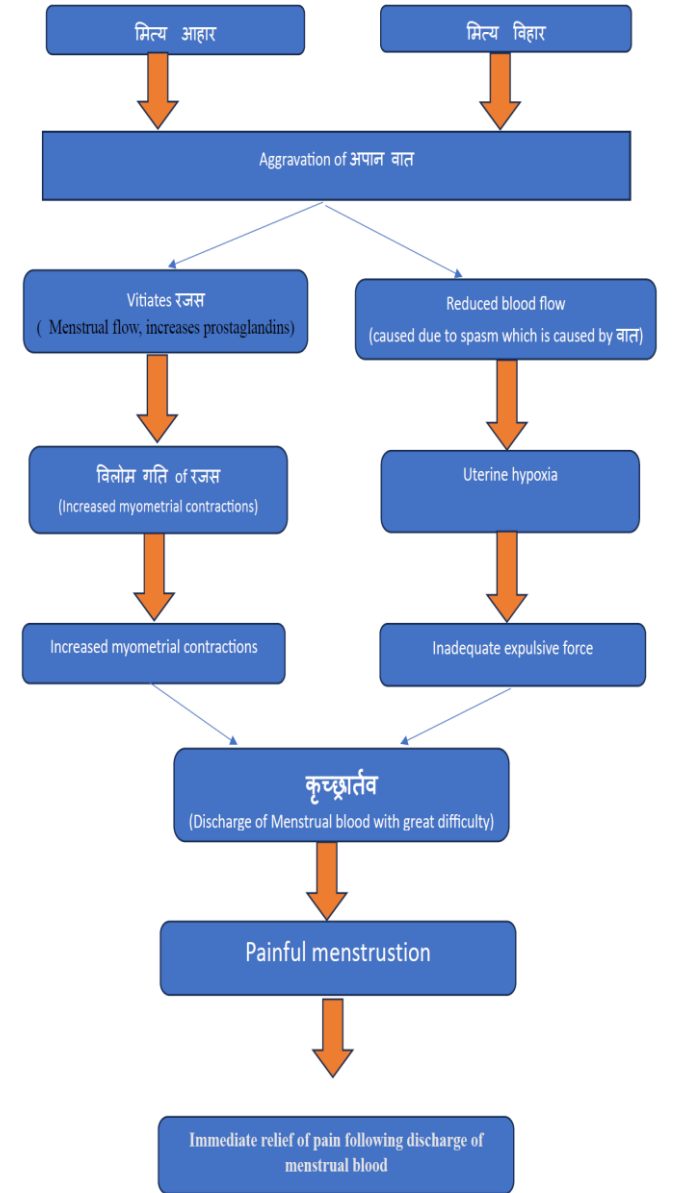 मित्य आहार
मित्य विहार
Aggravation of अपान वात
Vitiates रजस
( Menstrual flow, increases prostaglandins)
Reduced blood flow
(caused due to spasm which is caused by वात)
विलोम गति of रजस
(Increased myometrial contractions)
Uterine hypoxia
Increased myometrial contractions
Inadequate expulsive force
कृच्छ्रार्तव
(Discharge of Menstrual blood with great difficulty)
Painful menstrustion
Immediate relief of pain following discharge of
menstrual blood